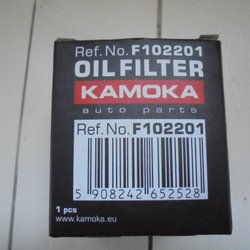 Ref. No. F102201
OIL FILTER
KAMOKA
auto parts
Ref. No. F102201
5 908242 652528
1 pcs
www.kamoka.eu